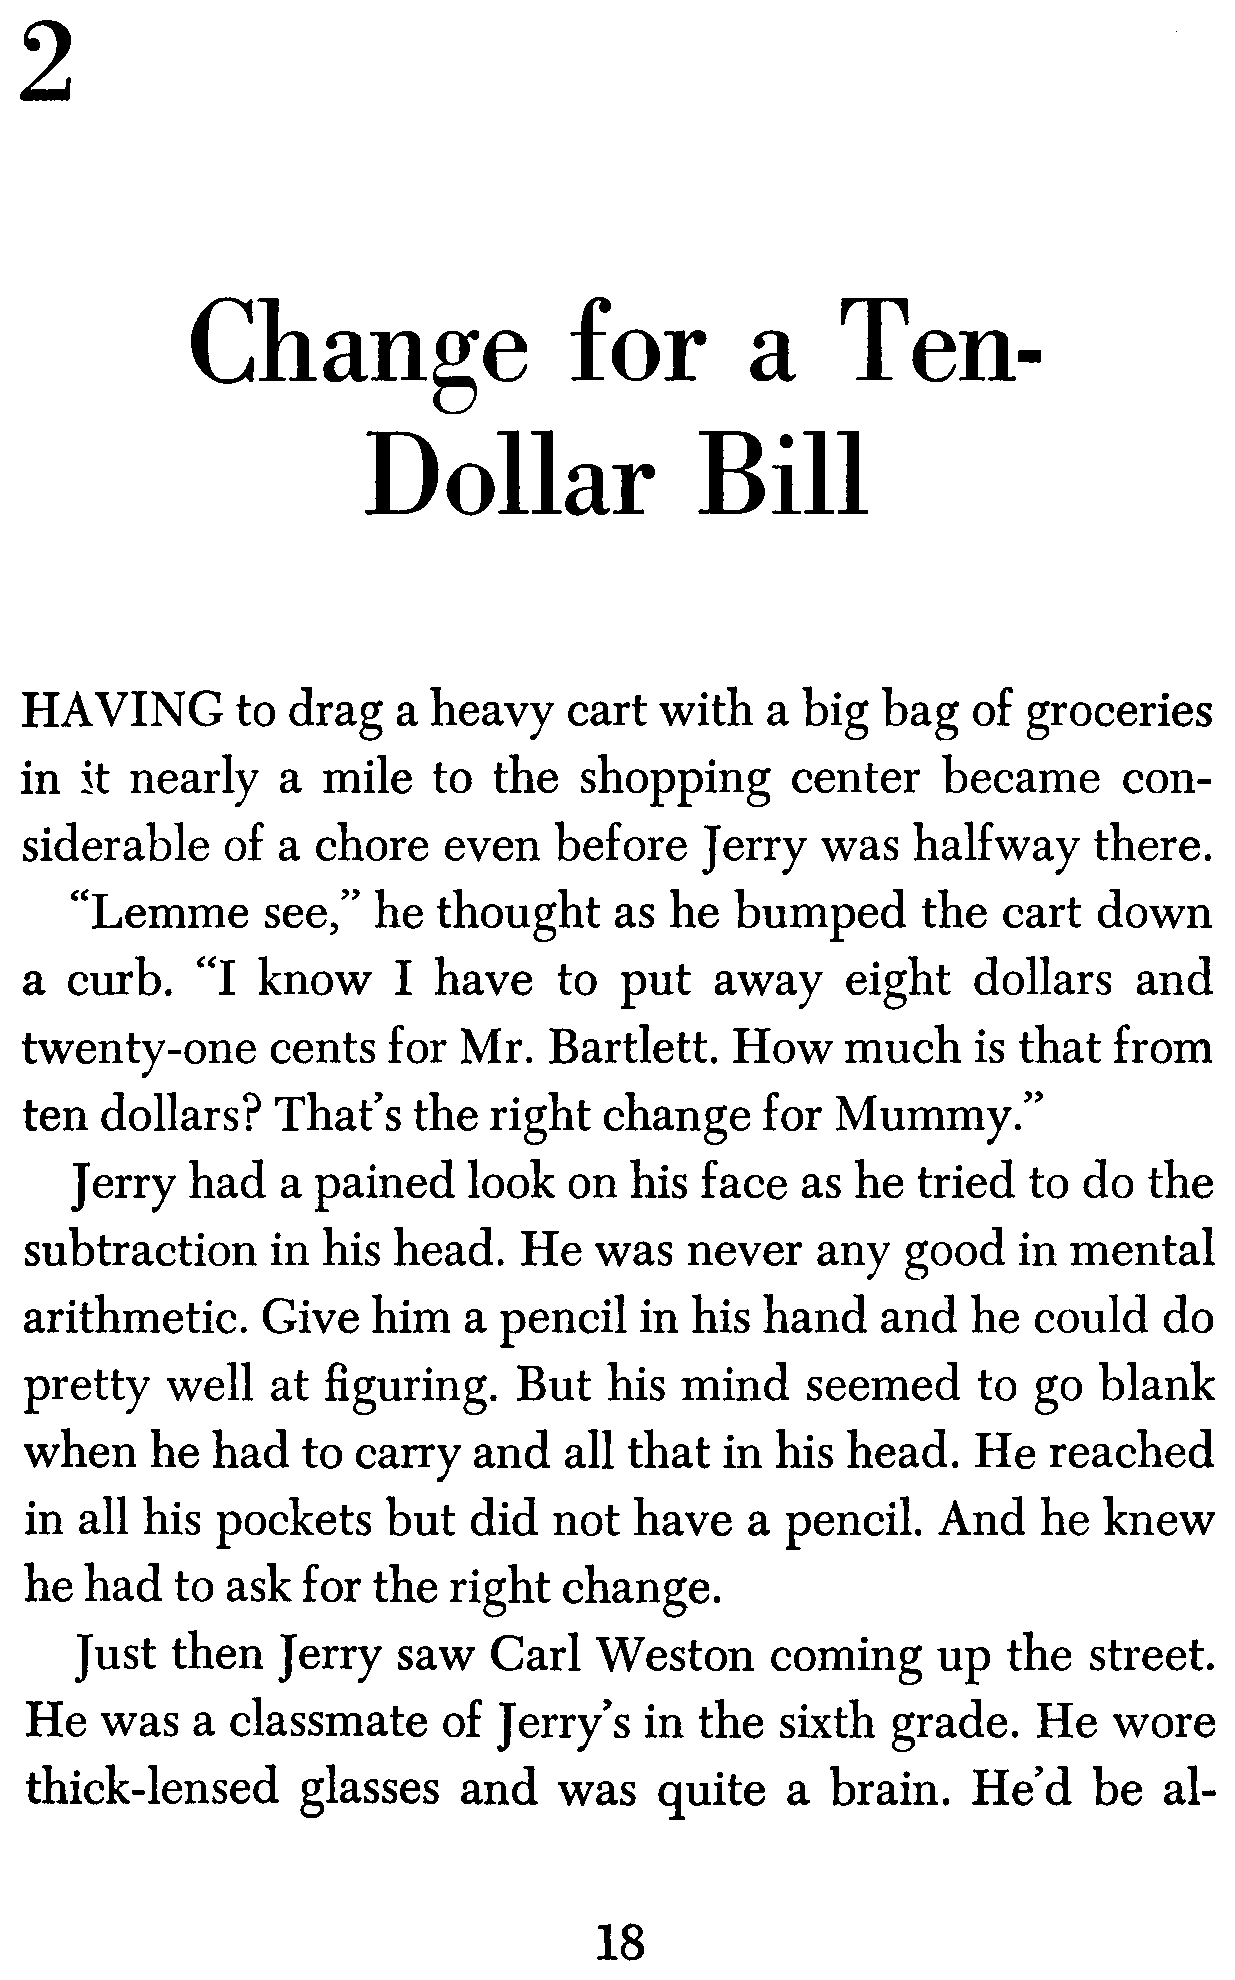 2
Change for a Ten-
Dollar Bill
HAVING to drag a heavy cart with a big bag of groceries
in it nearly a mile to the shopping center became con-
siderable of a chore even before Jerry was halfway there.
“Lemme see,” he thought as he bumped the cart down
a curb. “I know I have to put away eight dollars and
twenty-one cents for Mr. Bartlett. How much is that from
ten dollars? That’s the right change for Mummy.”
Jerry had a pained look on his face as he tried to do the
subtraction in his head. He was never any good in mental
arithmetic. Give him a pencil in his hand and he could do
pretty well at figuring. But his mind seemed to go blank
when he had to carry and all that in his head. He reached
in all his pockets but did not have a pencil. And he knew
he had to ask for the right change.
Just then Jerry saw Carl Weston coming up the street.
He was a classmate of Jerry’s in the sixth grade. He wore
thick-lensed glasses and was quite a brain. He’d be al-
18